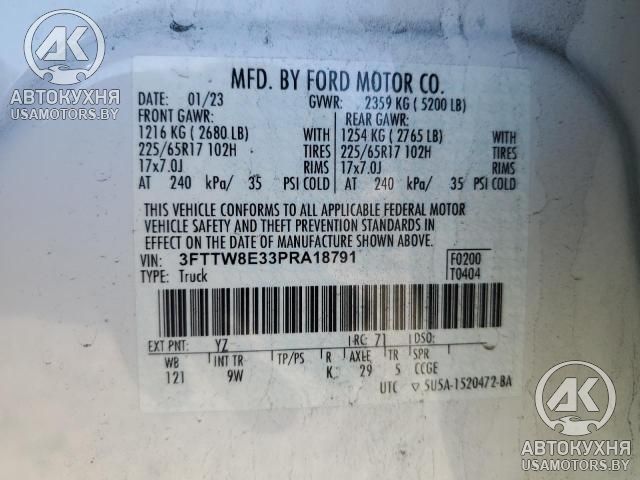 АК
АВТОКУХНЯ
USAMOTORS.BY
MFD. BY FORD MOTOR CO.
DATE: 01/23 GVWR: 2359 KG (5200 LB)
FRONT GAWR: REAR GAWR:
1216 KG (2680 LB) WITH 1254 KG (2765 LB) WITH
225/65R17 102H TIRES 225/65R17 102H TIRES
17x7.0J RIMS 17x7.0J RIMS
AT 240 kPa/ 35 PSI COLD AT 240 kPa/ 35 PSI COLD
THIS VEHICLE CONFORMS TO ALL APPLICABLE FEDERAL MOTOR
VEHICLE SAFETY AND THEFT PREVENTION STANDARDS IN
EFFECT ON THE DATE OF MANUFACTURE SHOWN ABOVE.
VIN: 3FTTW8E33PRA18791 F0200
TYPE: Truck T0404
EXT PNT: YZ RC: 71 DSO:
WB INT TR TP/PS R AXLE TR SPR
121 9W K 29 5 CCGE
UTC ▽ 5U5A-1520472-BA
АК
АВТОКУХНЯ
USAMOTORS.BY